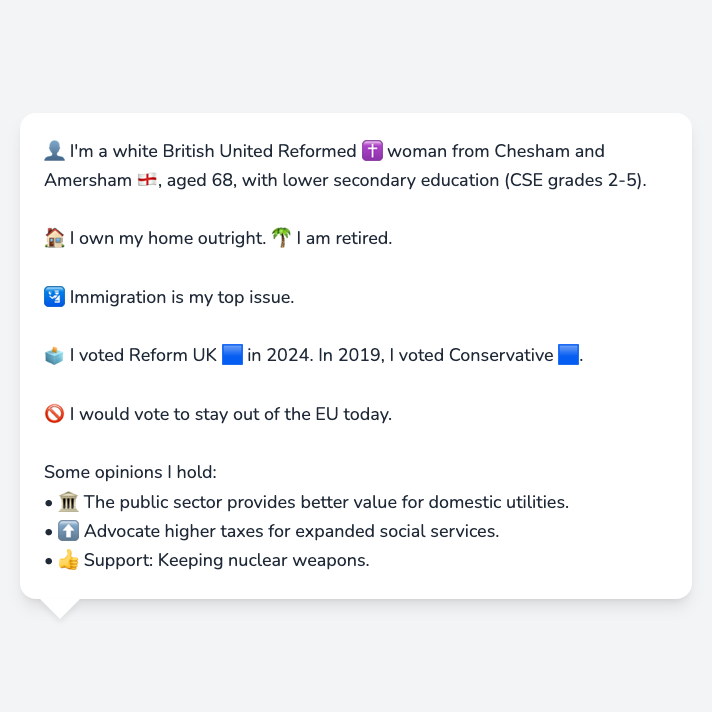 👤 I'm a white British United Reformed ✝️ woman from Chesham and
Amersham 🏴󠁧󠁢󠁥󠁮󠁧󠁿, aged 68, with lower secondary education (CSE grades 2-5).
🏠 I own my home outright. 🌴 I am retired.
🛂 Immigration is my top issue.
🗳️ I voted Reform UK 🟦 in 2024. In 2019, I voted Conservative 🟦.
🚫 I would vote to stay out of the EU today.
Some opinions I hold:
• 🏛️ The public sector provides better value for domestic utilities.
• ⬆️ Advocate higher taxes for expanded social services.
• 👍 Support: Keeping nuclear weapons.